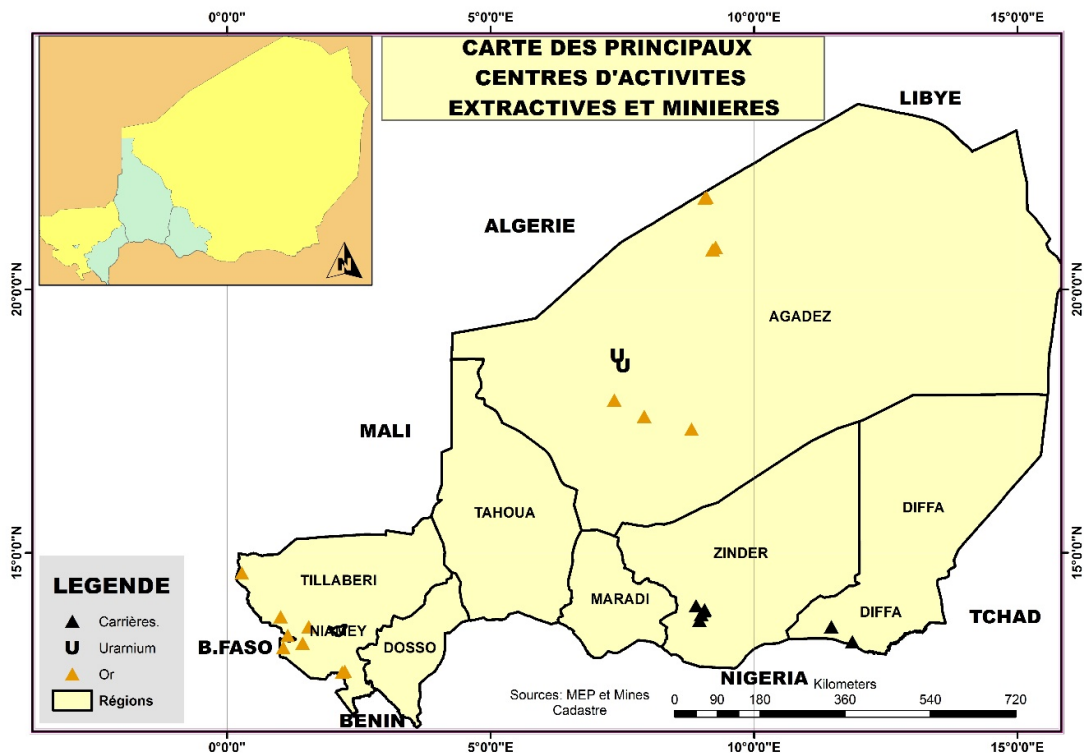 0°0'0"
5°0'0"E
10°0'0"E
15°0'0"E
CARTE DES PRINCIPAUX
CENTRES D'ACTIVITES
EXTRACTIVES ET MINIERES
LIBYE
ALGERIE
N
20°0'0"N
20°0'0"N
AGADEZ
U
U
MALI
TAHOUA
DIFFA
ZINDER
15°0'0"N
15°0'0"N
TILLABERI
MARADI
DIFFA
TCHAD
NIAMEY
B.FASO
DOSSO
LEGENDE
Carrières.
U Urarnium
Or
Régions
NIGERIA
BENIN
Sources: MEP et Mines
Cadastre
Kilometers
0 90 180 360 540 720
0°0'0"
5°0'0"E
10°0'0"E
15°0'0"E